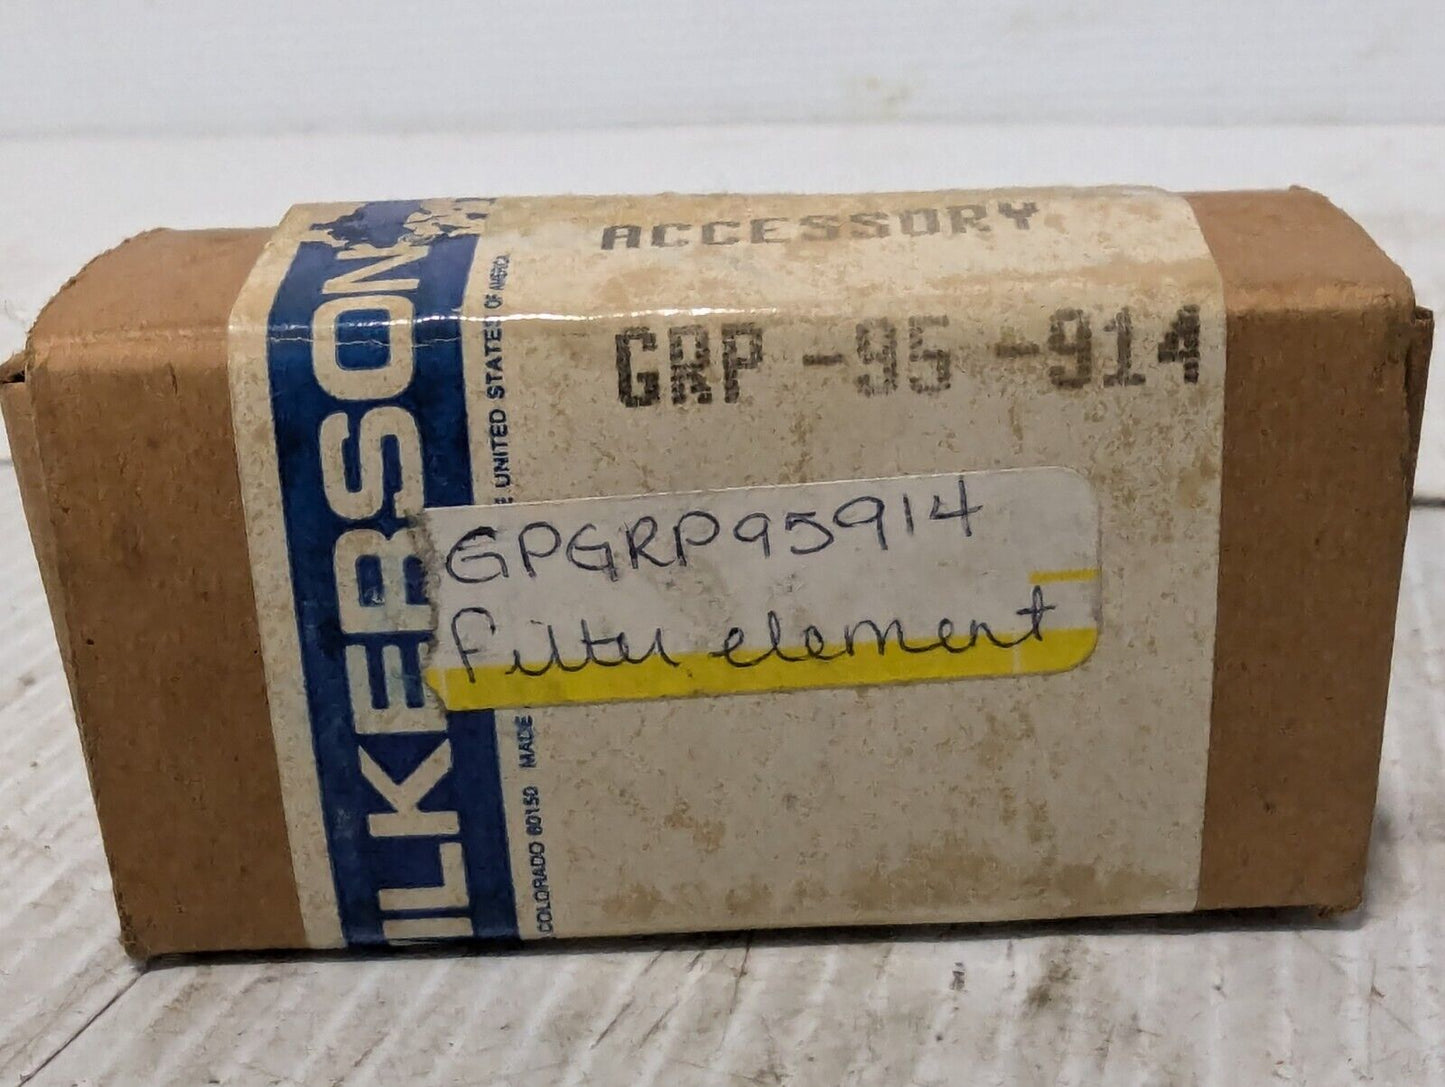 ACCESSORY
GRP -95 -914
GPGRP95914
filter element
ILKERSON
COLORADO 80150 MADE
UNITED STATES OF AMERICA